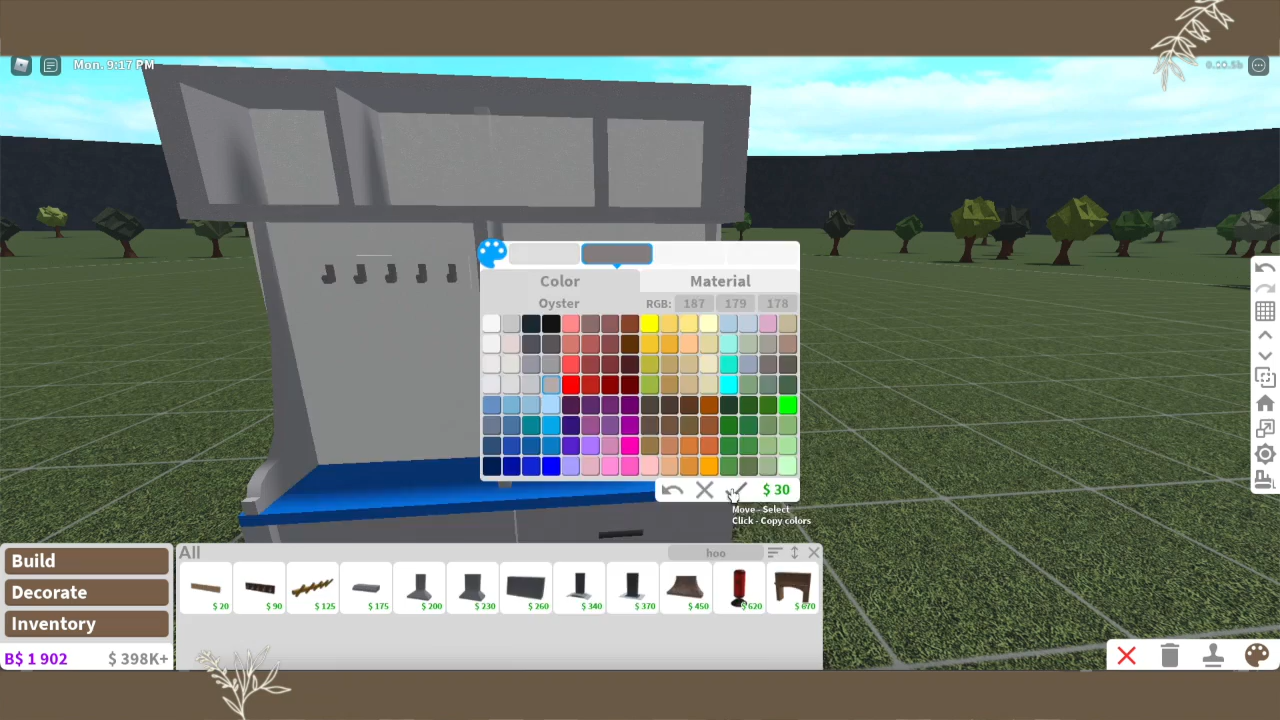 Mon. 9:17 PM
Color
Material
Oyster
RGB: 187 179 178
$ 30
Move - Select
Click - Copy colors
Build
Decorate
Inventory
B$ 1 902
$ 398K+
All
hoo
$ 20
$ 90
$ 125
$ 175
$ 200
$ 230
$ 260
$ 340
$ 370
$ 450
$ 620
$ 670